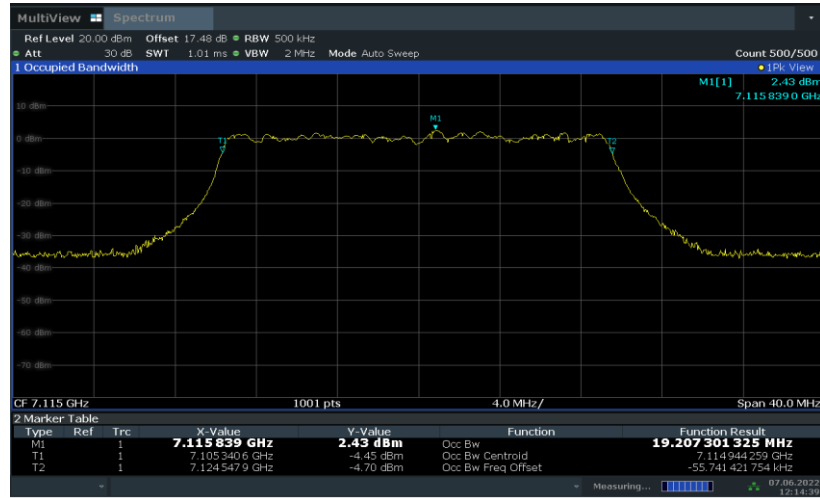 MultiView Spectrum
Ref Level 20.00 dBm Offset 17.48 dB RBW 500 kHz
Att 30 dB SWT 1.01 ms VBW 2 MHz Mode Auto Sweep Count 500/500
1 Occupied Bandwidth 1Pk View
M1[1] 2.43 dBm
7.115 839 0 GHz
10 dBm
M1
0 dBm
T1
T2
-10 dBm
-20 dBm
-30 dBm
-40 dBm
-50 dBm
-60 dBm
-70 dBm
CF 7.115 GHz 1001 pts 4.0 MHz/ Span 40.0 MHz
2 Marker Table
Type Ref Trc X-Value Y-Value Function Function Result
M1 1 7.115 839 GHz 2.43 dBm Occ Bw 19.207 301 325 MHz
T1 1 7.105 340 6 GHz -4.45 dBm Occ Bw Centroid 7.114 944 259 GHz
T2 1 7.124 547 9 GHz -4.70 dBm Occ Bw Freq Offset -55.741 421 754 kHz
Measuring... 07.06.2022
12:14:39